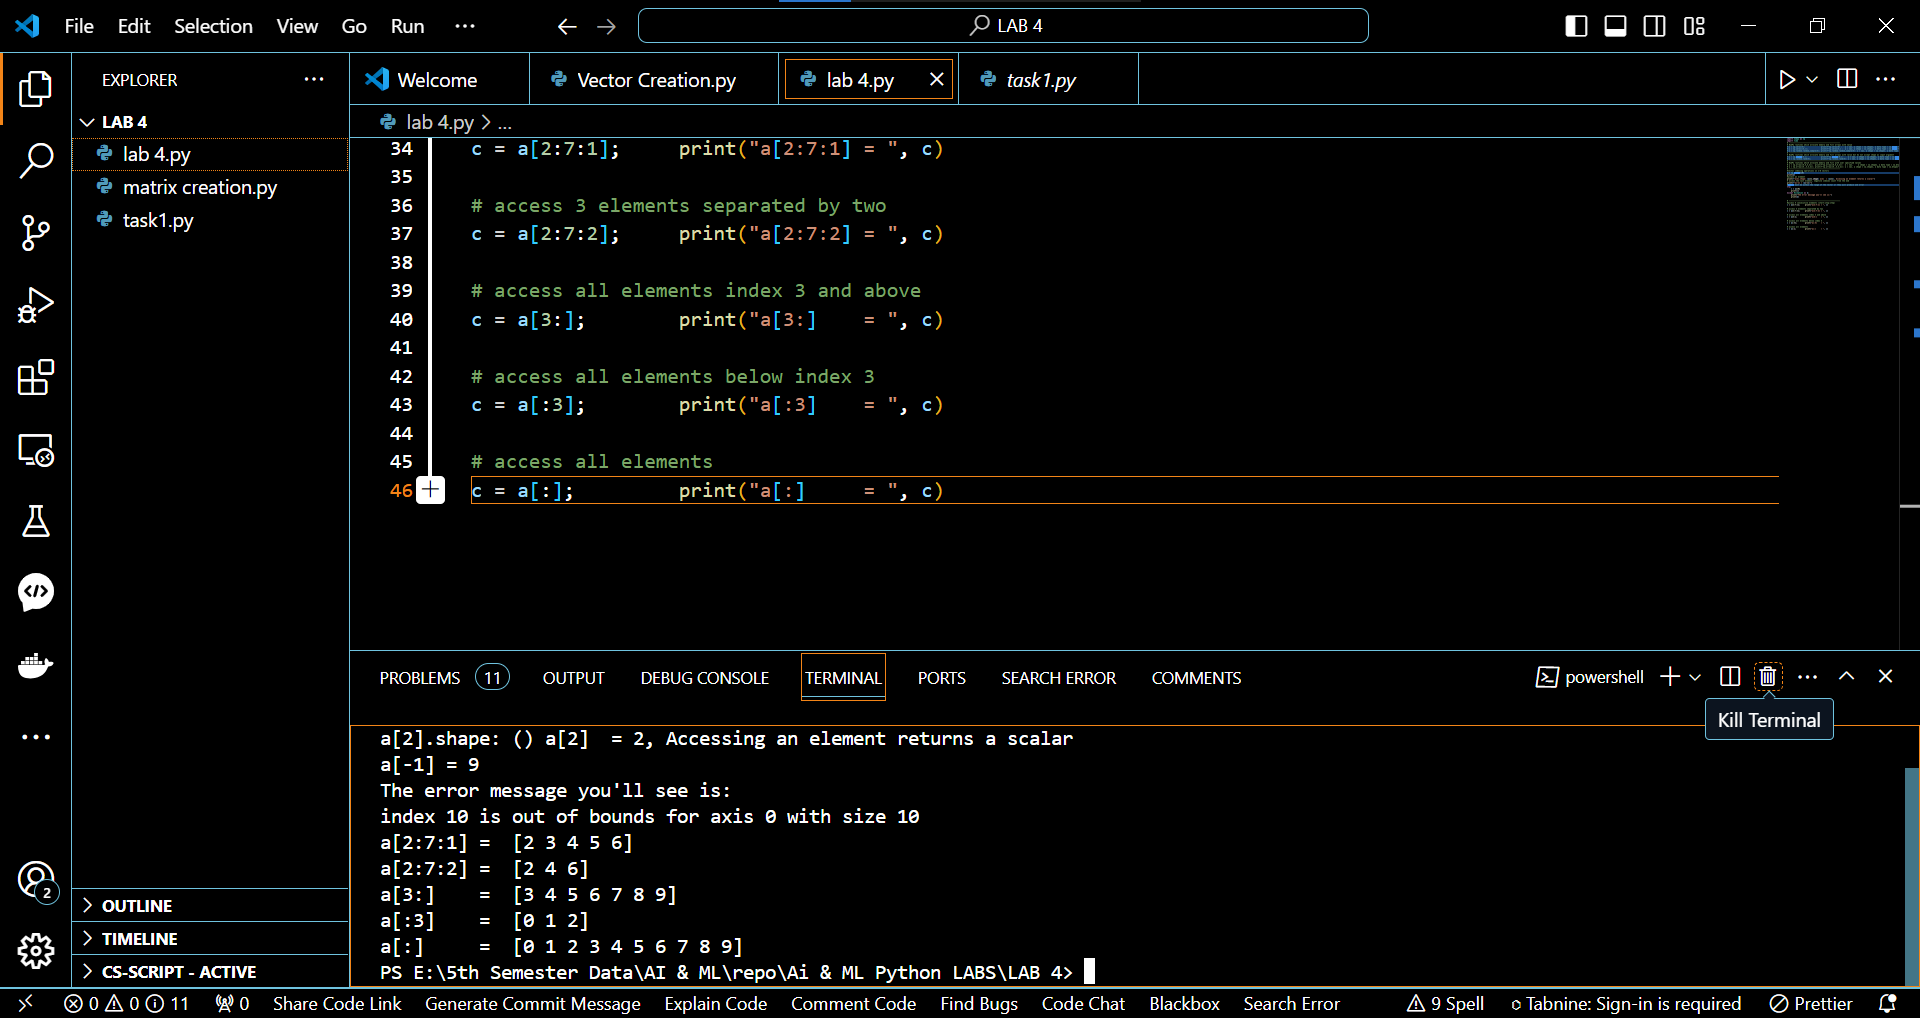 File Edit Selection View Go Run ···
LAB 4
EXPLORER ···
LAB 4
lab 4.py
matrix creation.py
task1.py
OUTLINE
TIMELINE
CS-SCRIPT - ACTIVE
2
Welcome Vector Creation.py lab 4.py task1.py
lab 4.py > ...
34 c = a[2:7:1]; print("a[2:7:1] = ", c)
35
36 # access 3 elements separated by two
37 c = a[2:7:2]; print("a[2:7:2] = ", c)
38
39 # access all elements index 3 and above
40 c = a[3:]; print("a[3:] = ", c)
41
42 # access all elements below index 3
43 c = a[:3]; print("a[:3] = ", c)
44
45 # access all elements
46 c = a[:]; print("a[:] = ", c)
PROBLEMS 11 OUTPUT DEBUG CONSOLE TERMINAL PORTS SEARCH ERROR COMMENTS powershell
Kill Terminal
a[2].shape: () a[2]  = 2, Accessing an element returns a scalar
a[-1] = 9
The error message you'll see is:
index 10 is out of bounds for axis 0 with size 10
a[2:7:1] =  [2 3 4 5 6]
a[2:7:2] =  [2 4 6]
a[3:]    =  [3 4 5 6 7 8 9]
a[:3]    =  [0 1 2]
a[:]     =  [0 1 2 3 4 5 6 7 8 9]
PS E:\5th Semester Data\AI & ML\repo\Ai & ML Python LABS\LAB 4>
0 0 11 0 Share Code Link Generate Commit Message Explain Code Comment Code Find Bugs Code Chat Blackbox Search Error 9 Spell Tabnine: Sign-in is required Prettier